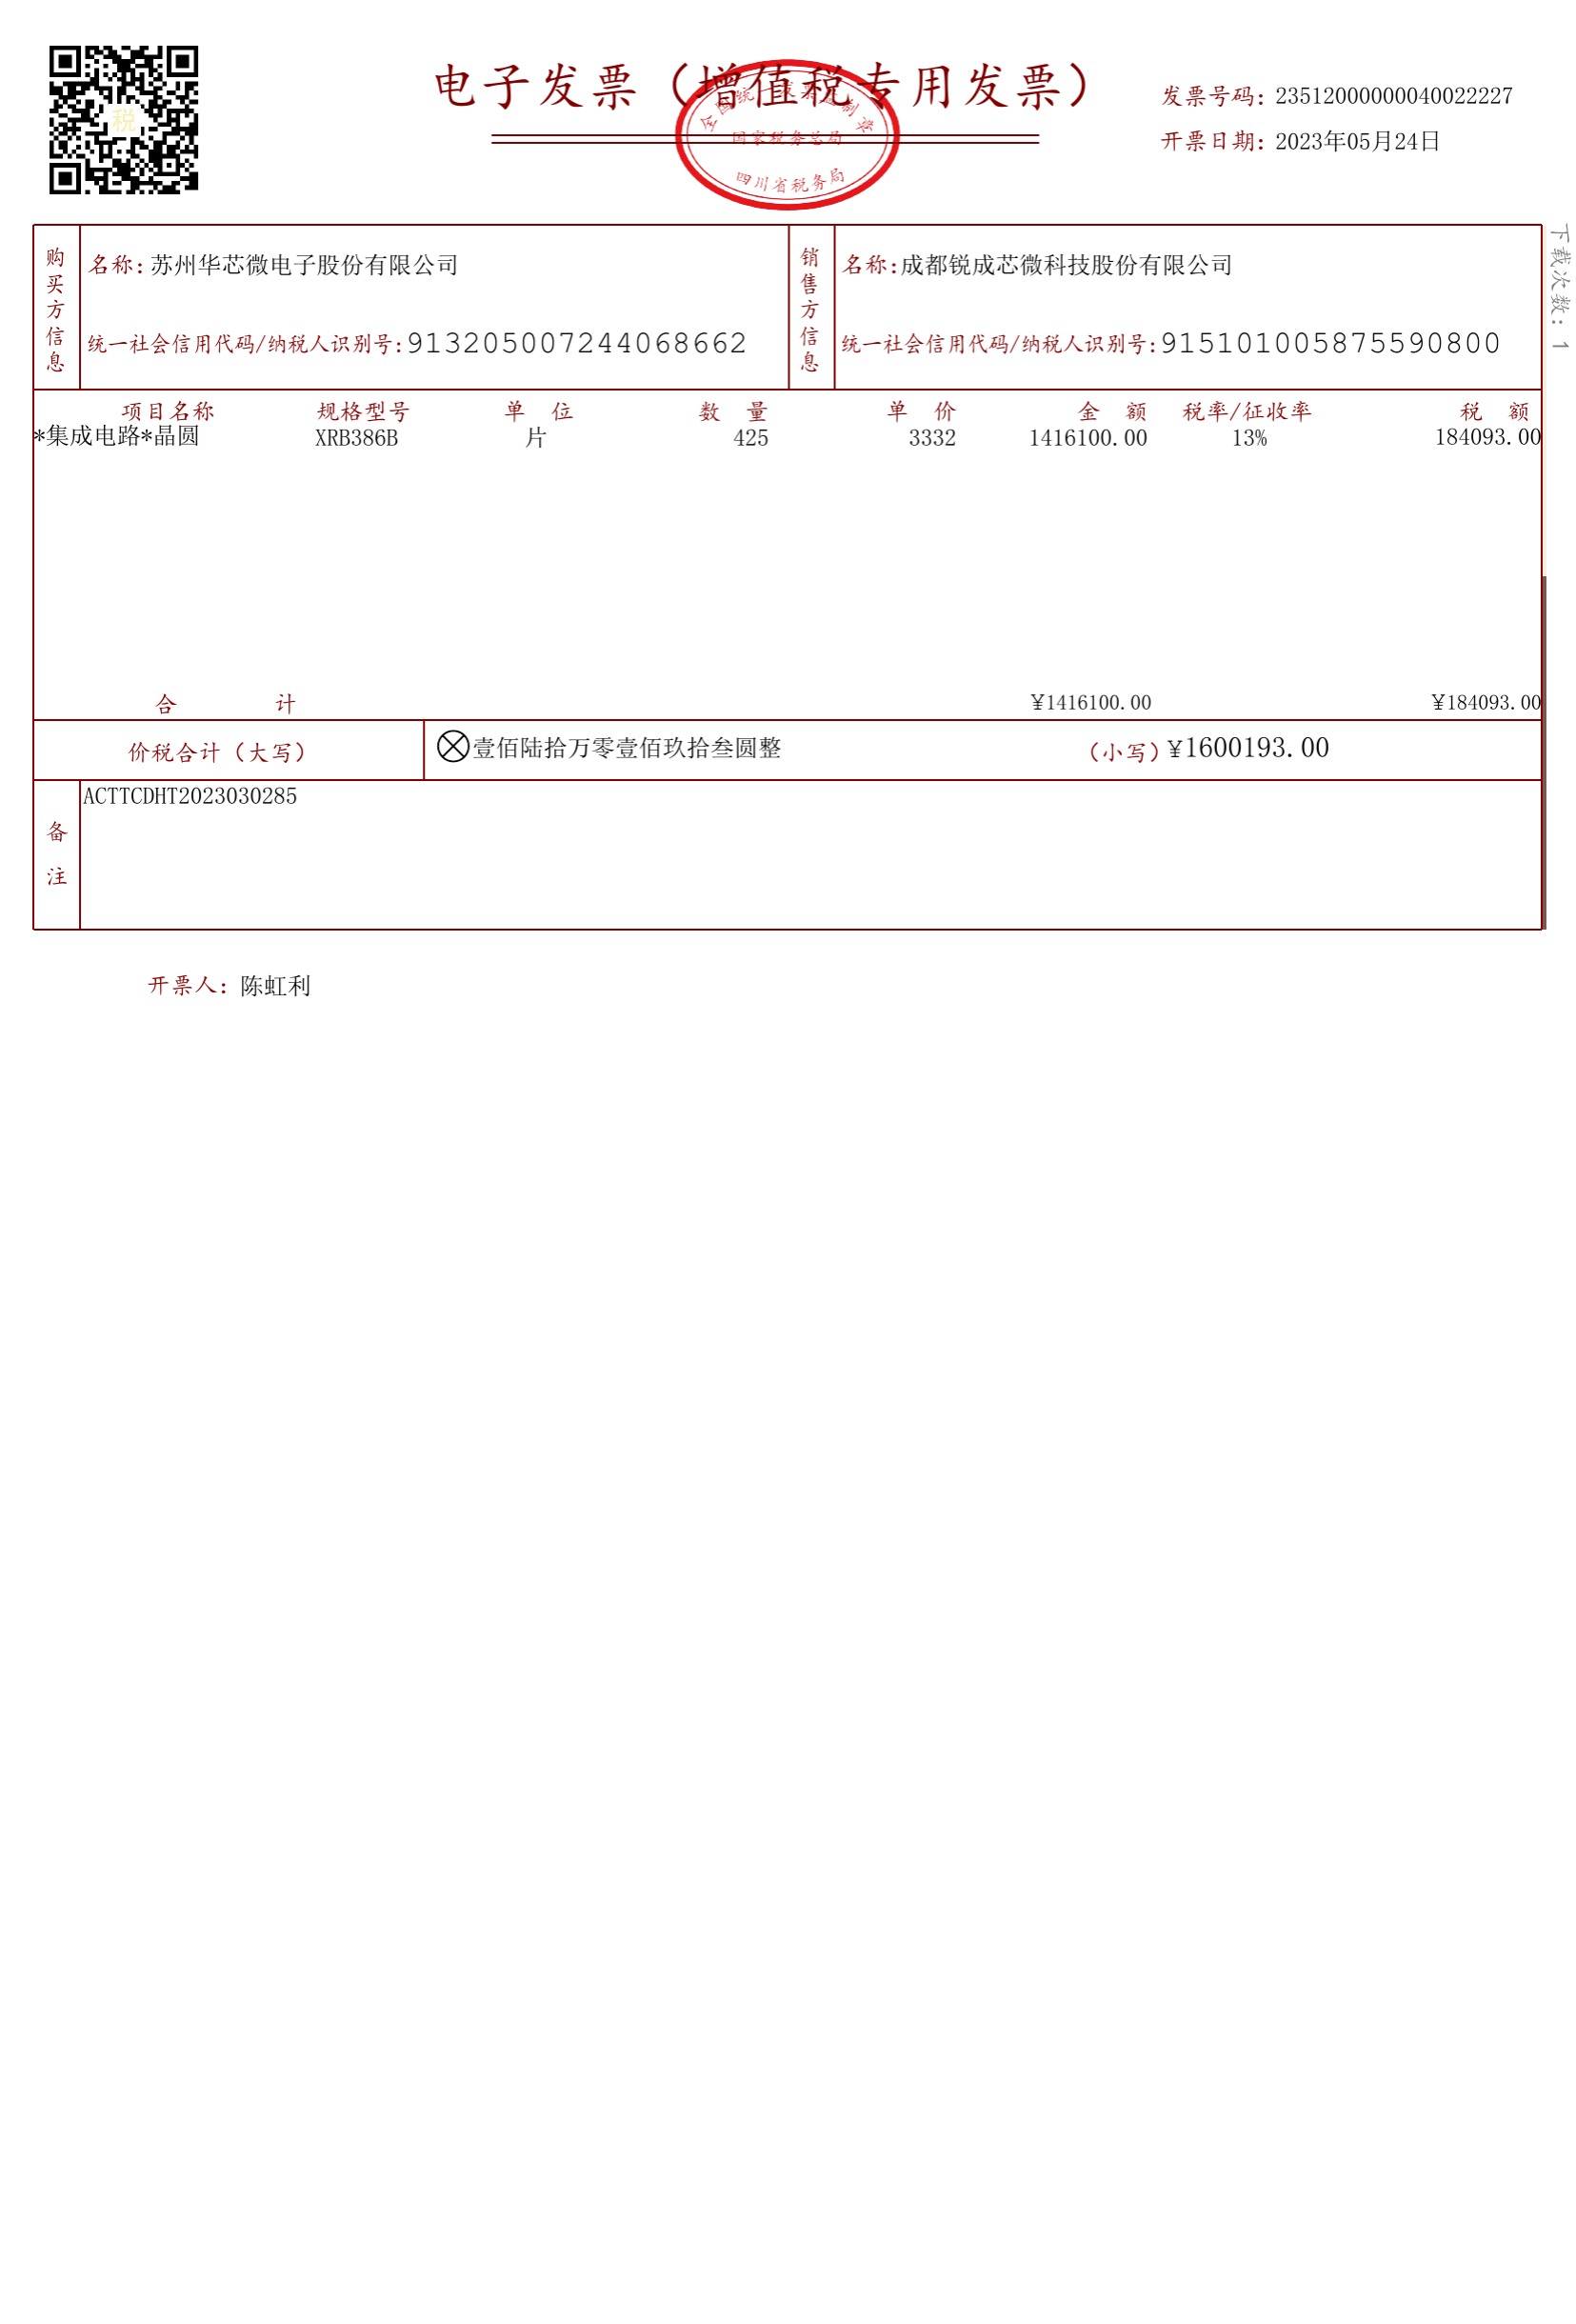 税
电子发票（增值税专用发票）
全国统一发票监制章
国家税务总局
四川省税务局
发票号码：23512000000040022227
开票日期：2023年05月24日
下载次数：1
购买方信息
名称：苏州华芯微电子股份有限公司
统一社会信用代码/纳税人识别号：913205007244068662
销售方信息
名称：成都锐成芯微科技股份有限公司
统一社会信用代码/纳税人识别号：915101005875590800
项目名称 规格型号 单 位 数 量 单 价 金 额 税率/征收率 税 额
*集成电路*晶圆 XRB386B 片 425 3332 1416100.00 13% 184093.00
合 计 ¥1416100.00 ¥184093.00
价税合计（大写） ⊗壹佰陆拾万零壹佰玖拾叁圆整 （小写）¥1600193.00
备注
ACTTCDHT2023030285
开票人：陈虹利